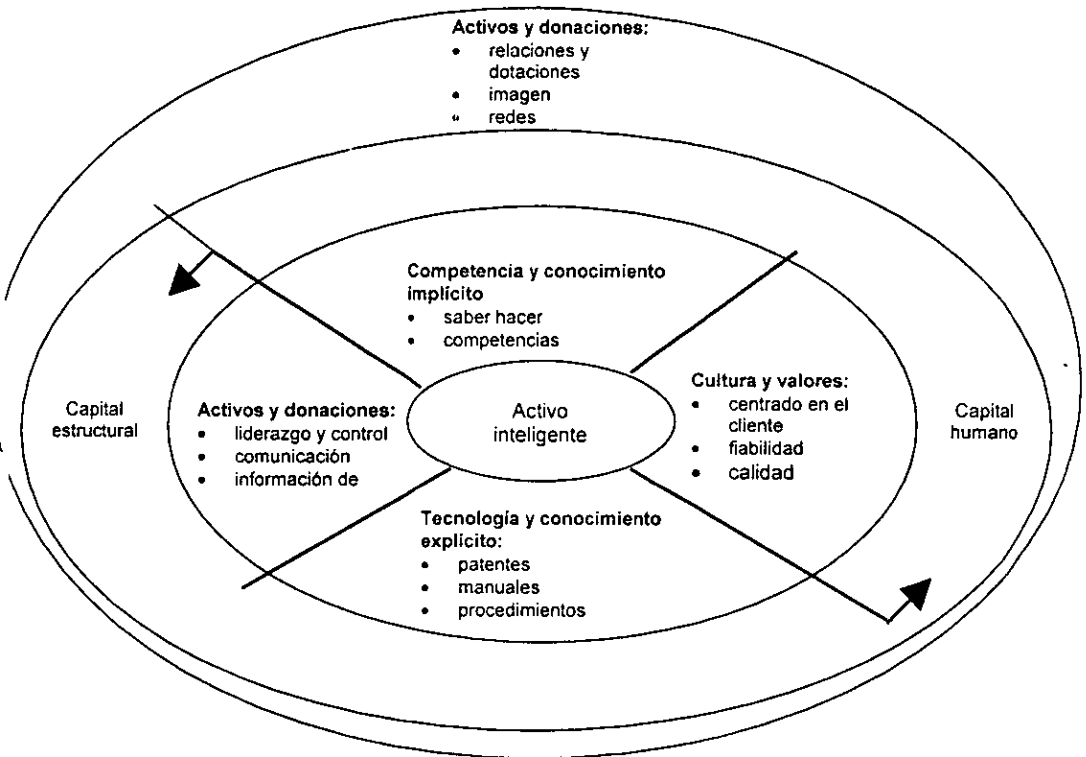 Activos y donaciones:
• relaciones y
dotaciones
• imagen
• redes
Competencia y conocimiento
implícito
• saber hacer
• competencias
Capital
estructural
Activos y donaciones:
• liderazgo y control
• comunicación
• información de
Activo
inteligente
Cultura y valores:
• centrado en el
cliente
• fiabilidad
• calidad
Capital
humano
Tecnología y conocimiento
explícito:
• patentes
• manuales
• procedimientos